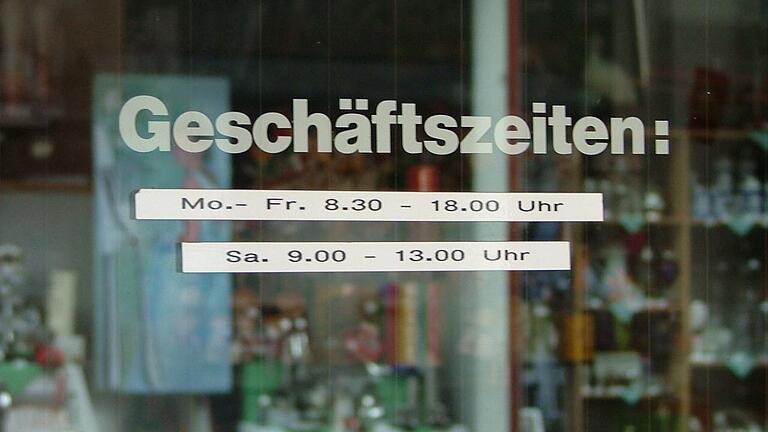 Geschäftszeiten:
Mo.- Fr. 8.30 - 18.00 Uhr
Sa. 9.00 - 13.00 Uhr